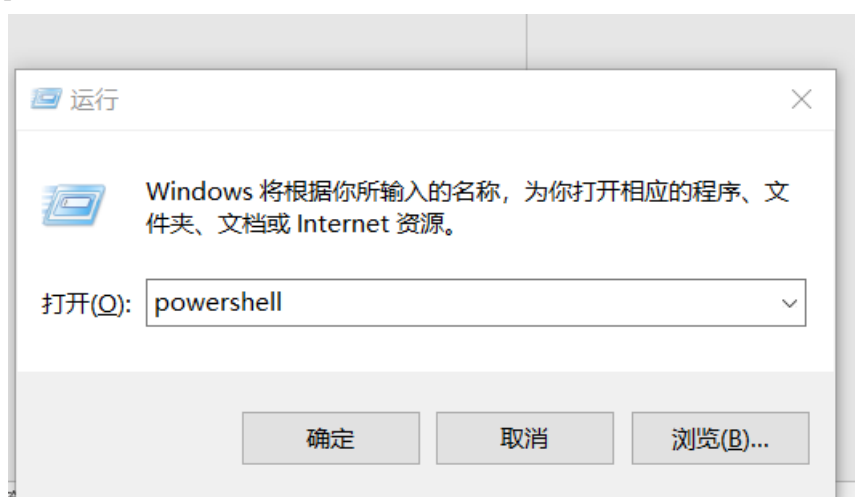 运行
Windows 将根据你所输入的名称，为你打开相应的程序、文
件夹、文档或 Internet 资源。
打开(O): powershell
确定 取消 浏览(B)...